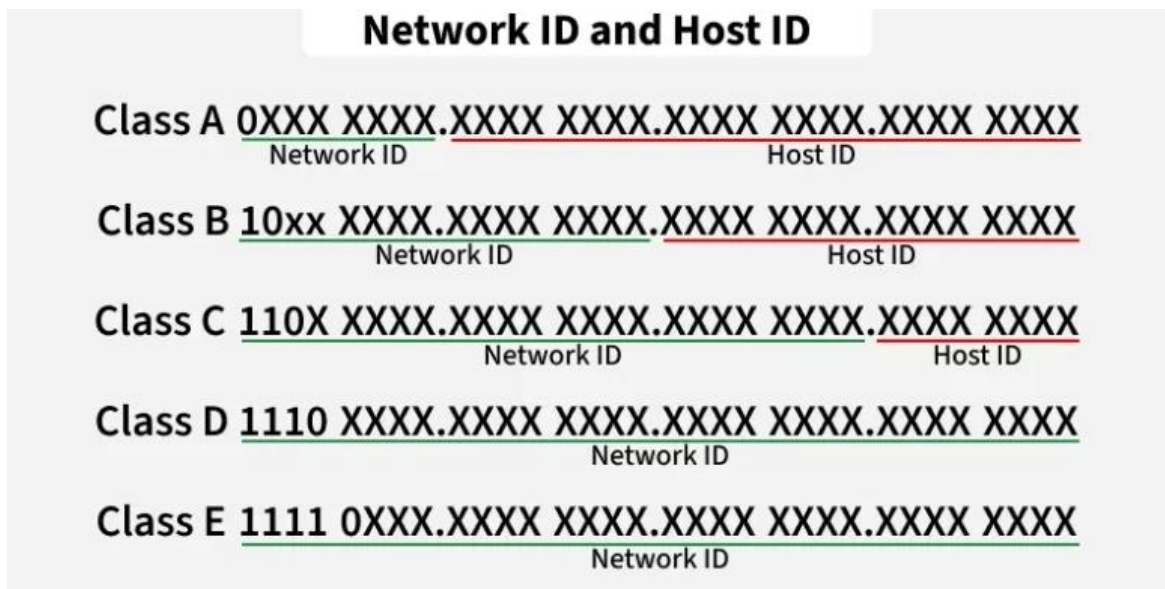 Network ID and Host ID
Class A 0XXX XXXX.XXXX XXXX.XXXX XXXX.XXXX XXXX
Network ID Host ID
Class B 10xx XXXX.XXXX XXXX.XXXX XXXX.XXXX XXXX
Network ID Host ID
Class C 110X XXXX.XXXX XXXX.XXXX XXXX.XXXX XXXX
Network ID Host ID
Class D 1110 XXXX.XXXX XXXX.XXXX XXXX.XXXX XXXX
Network ID
Class E 1111 0XXX.XXXX XXXX.XXXX XXXX.XXXX XXXX
Network ID